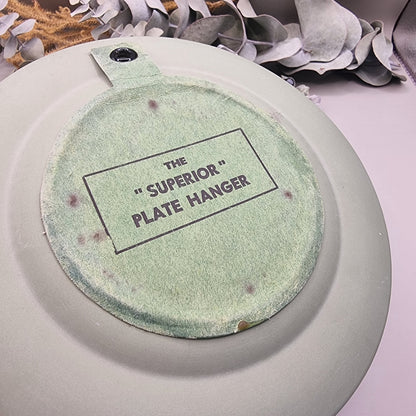 THE
"SUPERIOR"
PLATE HANGER